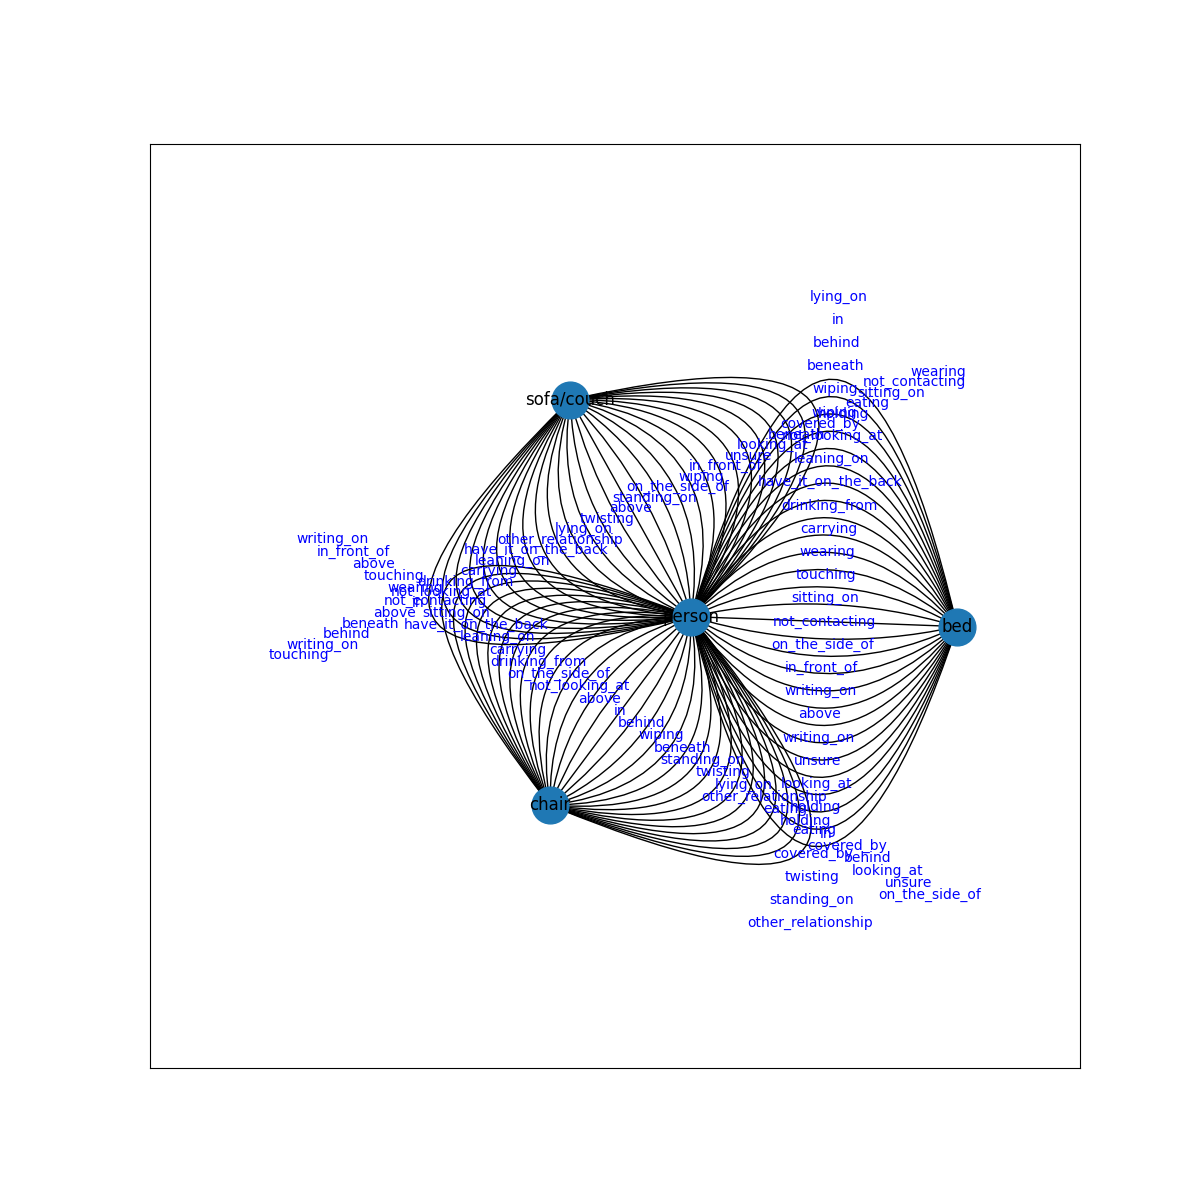 lying_on
in
behind
beneath
wearing
not_contacting
wiping
sitting_on
eating
holding
sofa/couch
covered_by
beneath
not_looking_at
looking_at
unsure
leaning_on
in_front_of
wiping
have_it_on_the_back
on_the_side_of
standing_on
drinking_from
above
twisting
carrying
lying_on
writing_on
other_relationship
in_front_of
have_it_on_the_back
wearing
leaning_on
above
carrying
touching
touching
drinking_from
wearing
not_looking_at
sitting_on
not_contacting
in
above
sitting_on
person
beneath
have_it_on_the_back
not_contacting
bed
behind
leaning_on
writing_on
carrying
on_the_side_of
touching
drinking_from
in_front_of
on_the_side_of
not_looking_at
writing_on
above
in
above
behind
wiping
writing_on
beneath
standing_on
unsure
twisting
lying_on
looking_at
other_relationship
chair
eating
holding
holding
eating
in
covered_by
covered_by
behind
looking_at
twisting
unsure
on_the_side_of
standing_on
other_relationship